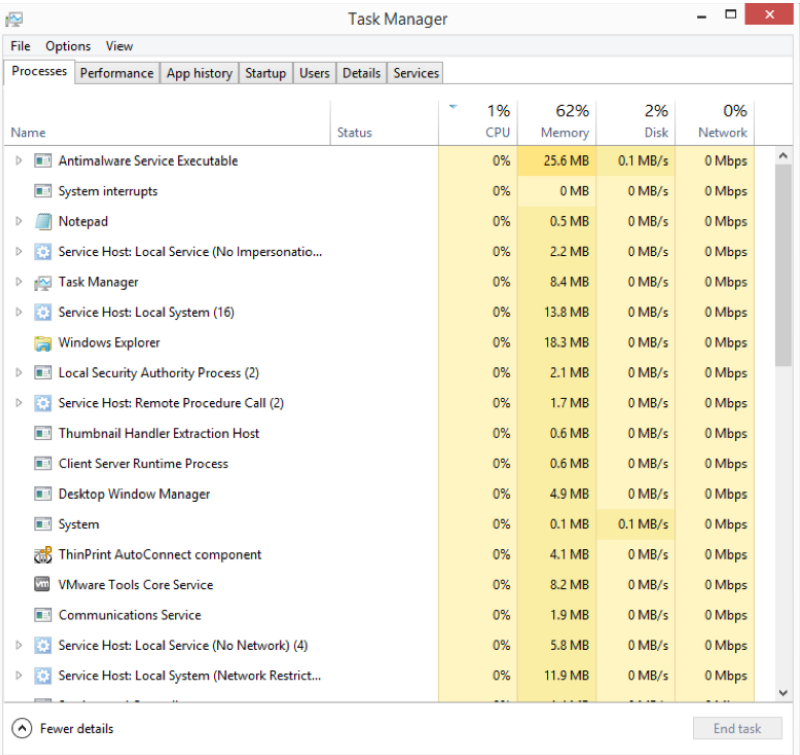 Task Manager
File Options View
Processes Performance App history Startup Users Details Services
1% 62% 2% 0%
Name Status CPU Memory Disk Network
Antimalware Service Executable 0% 25.6 MB 0.1 MB/s 0 Mbps
System interrupts 0% 0 MB 0 MB/s 0 Mbps
Notepad 0% 0.5 MB 0 MB/s 0 Mbps
Service Host: Local Service (No Impersonatio... 0% 2.2 MB 0 MB/s 0 Mbps
Task Manager 0% 8.4 MB 0 MB/s 0 Mbps
Service Host: Local System (16) 0% 13.8 MB 0 MB/s 0 Mbps
Windows Explorer 0% 18.3 MB 0 MB/s 0 Mbps
Local Security Authority Process (2) 0% 2.1 MB 0 MB/s 0 Mbps
Service Host: Remote Procedure Call (2) 0% 1.7 MB 0 MB/s 0 Mbps
Thumbnail Handler Extraction Host 0% 0.6 MB 0 MB/s 0 Mbps
Client Server Runtime Process 0% 0.6 MB 0 MB/s 0 Mbps
Desktop Window Manager 0% 4.9 MB 0 MB/s 0 Mbps
System 0% 0.1 MB 0.1 MB/s 0 Mbps
ThinPrint AutoConnect component 0% 4.1 MB 0 MB/s 0 Mbps
vm VMware Tools Core Service 0% 8.2 MB 0 MB/s 0 Mbps
Communications Service 0% 1.9 MB 0 MB/s 0 Mbps
Service Host: Local Service (No Network) (4) 0% 5.8 MB 0 MB/s 0 Mbps
Service Host: Local System (Network Restrict... 0% 11.9 MB 0 MB/s 0 Mbps
Fewer details End task